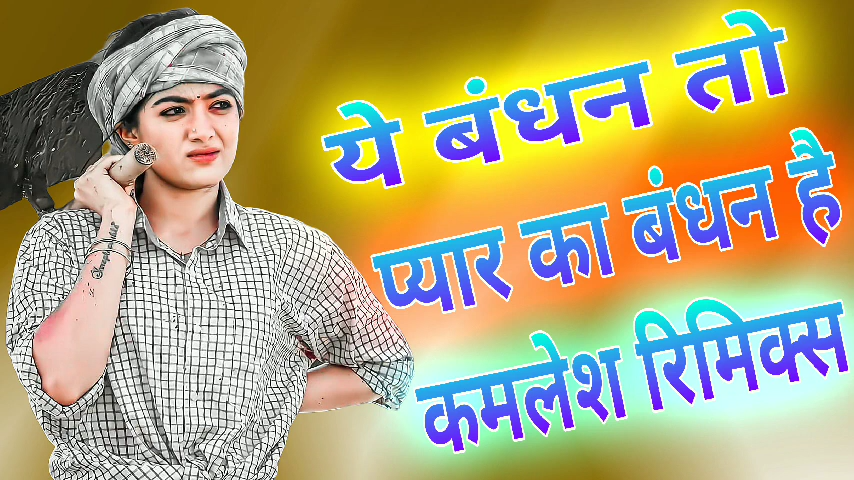 ये बंधन तो
प्यार का बंधन है
कमलेश रिमिक्स